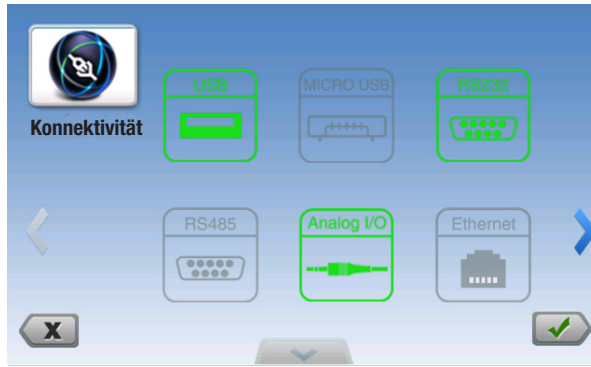 USB
MICRO USB
RS232
Konnektivität
RS485
Analog I/O
Ethernet
X